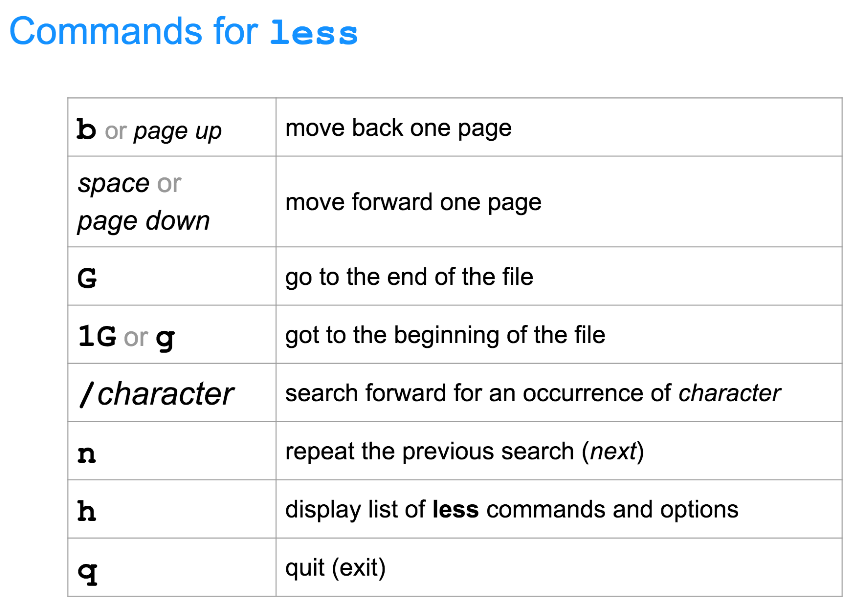 Commands for less
b or page up
move back one page
space or
page down
move forward one page
G
go to the end of the file
1G or g
got to the beginning of the file
/character
search forward for an occurrence of character
n
repeat the previous search (next)
h
display list of less commands and options
q
quit (exit)